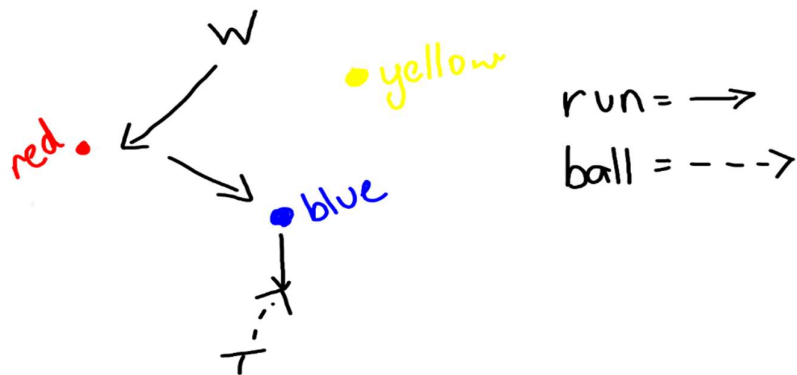 W
yellow
run =
red
ball =
blue
T